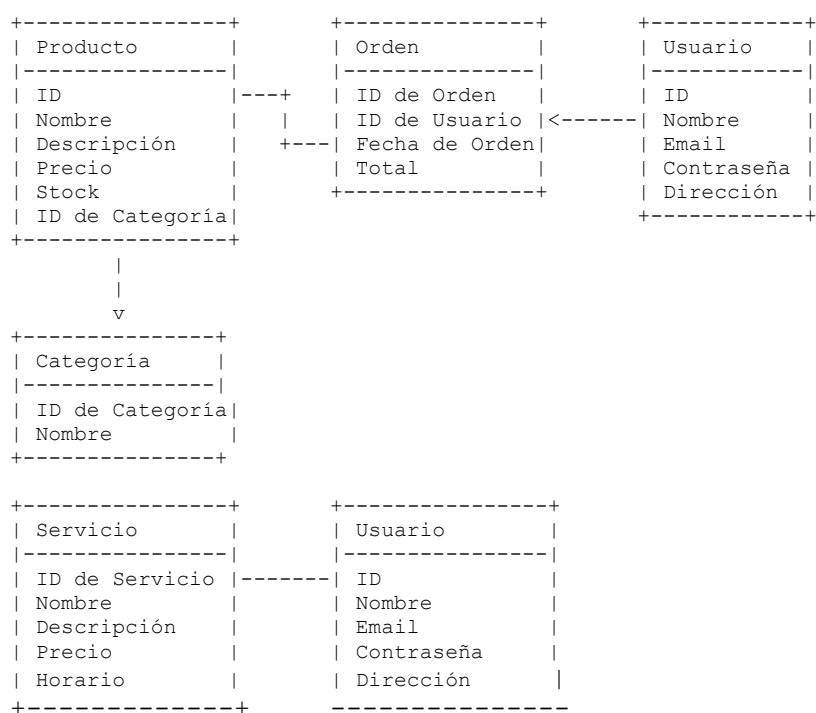 +----------------+       +---------------+       +------------+
| Producto       |       | Orden         |       | Usuario    |
|----------------|       |---------------|       |------------|
| ID             |---+   | ID de Orden   |       | ID         |
| Nombre         |   |   | ID de Usuario |<------| Nombre     |
| Descripción    |   +---| Fecha de Orden|       | Email      |
| Precio         |       | Total         |       | Contraseña |
| Stock          |       +---------------+       | Dirección  |
| ID de Categoría|                               +------------+
+----------------+
        |
        |
        v
+---------------+
| Categoría     |
|---------------|
| ID de Categoría|
| Nombre         |
+---------------+
+----------------+       +----------------+
| Servicio       |       | Usuario        |
|----------------|       |----------------|
| ID de Servicio |-------| ID             |
| Nombre         |       | Nombre         |
| Descripción    |       | Email          |
| Precio         |       | Contraseña     |
| Horario        |       | Dirección      |
+--------------+      ----------------